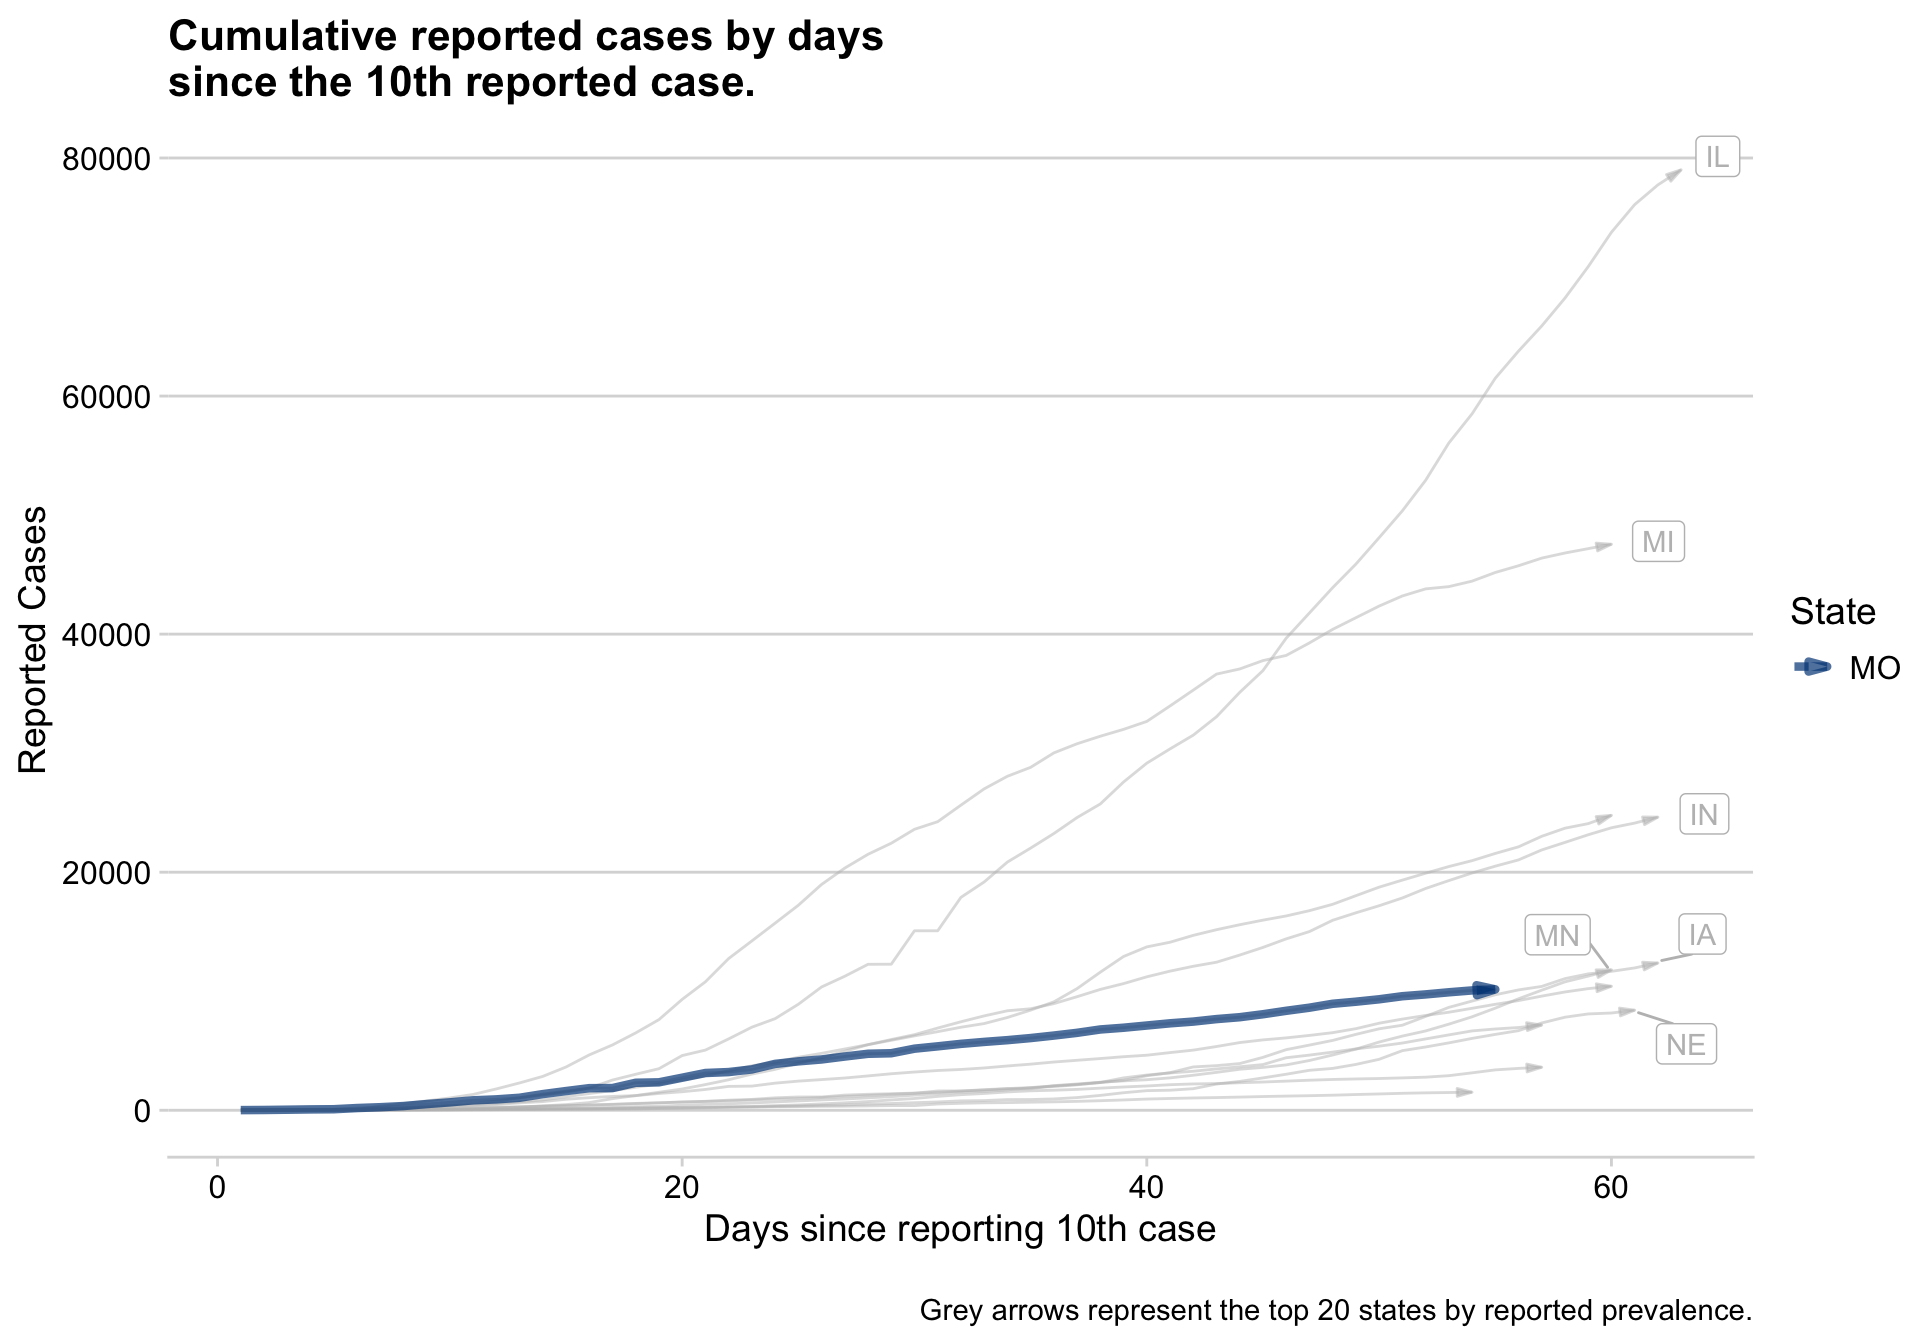 Cumulative reported cases by days
since the 10th reported case.
80000
60000
40000
20000
0
Reported Cases
IL
MI
IN
MN
IA
NE
State
MO
0
20
40
60
Days since reporting 10th case
Grey arrows represent the top 20 states by reported prevalence.